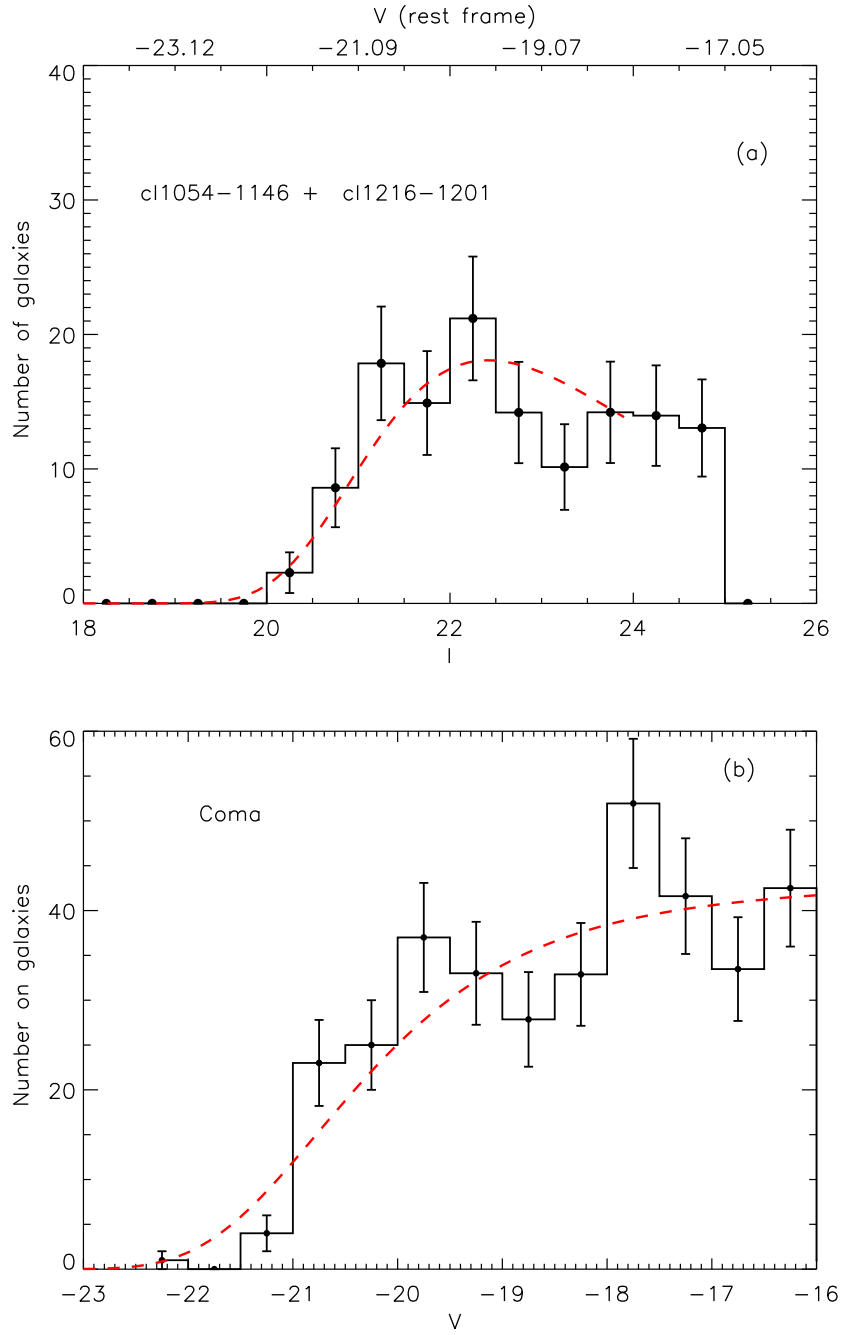 V (rest frame)
−23.12 −21.09 −19.07 −17.05
40
(a)
cl1054−1146 + cl1216−1201
30
Number of galaxies
20
10
0
18 20 22 24 26
I
60
(b)
Coma
40
Number on galaxies
20
0
−23 −22 −21 −20 −19 −18 −17 −16
V